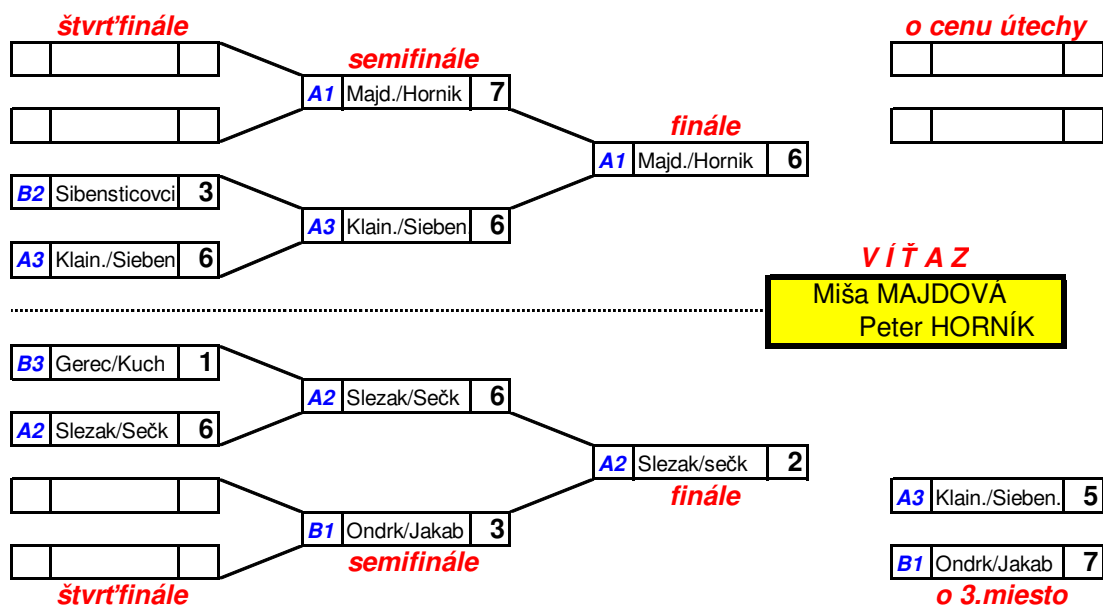 štvrťfinále
o cenu útechy
semifinále
A1 Majd./Hornik 7
finále
A1 Majd./Hornik 6
B2 Sibensticovci 3
A3 Klain./Sieben. 6
A3 Klain./Sieben 6
V Í Ť A Z
Miša MAJDOVÁ
Peter HORNÍK
B3 Gerec/Kuch 1
A2 Slezak/Sečk 6
A2 Slezak/Sečk 6
A2 Slezak/sečk 2
finále
A3 Klain./Sieben. 5
B1 Ondrk/Jakab 3
semifinále
B1 Ondrk/Jakab 7
štvrťfinále
o 3.miesto